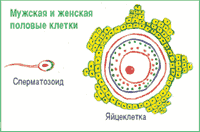 Мужская и женская
половые клетки
Сперматозоид
Яйцеклетка